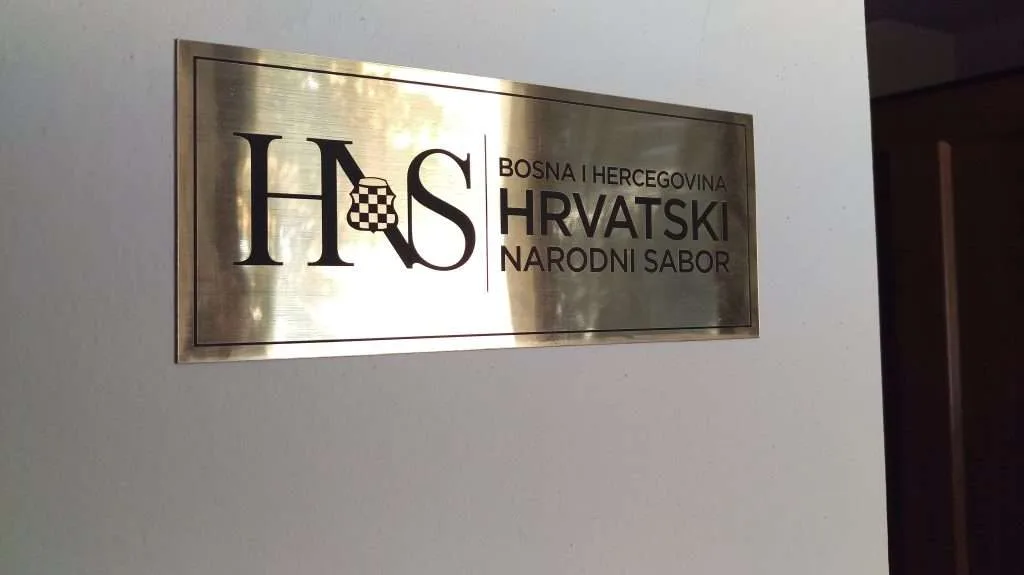 HNS
BOSNA I HERCEGOVINA
HRVATSKI
NARODNI SABOR